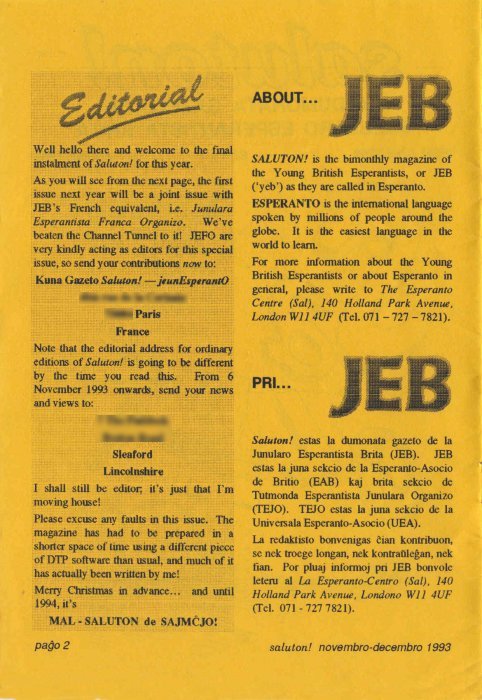 Editorial
Well hello there and welcome to the final
instalment of Saluton! for this year.
As you will see from the next page, the first
issue next year will be a joint issue with
JEB's French equivalent, i.e. Junulara
Esperantista Franca Organizo. We've
beaten the Channel Tunnel to it! JEFO are
very kindly acting as editors for this special
issue, so send your contributions now to:
Kuna Gazeto Saluton! — jeunEsperantO
Paris
France
Note that the editorial address for ordinary
editions of Saluton! is going to be different
by the time you read this. From 6
November 1993 onwards, send your news
and views to:
Sleaford
Lincolnshire
I shall still be editor; it's just that I'm
moving house!
Please excuse any faults in this issue. The
magazine has had to be prepared in a
shorter space of time using a different piece
of DTP software than usual, and much of it
has actually been written by me!
Merry Christmas in advance... and until
1994, it's
MAL - SALUTON de SAJMĈJO!
paĝo 2
ABOUT... JEB
SALUTON! is the bimonthly magazine of
the Young British Esperantists, or JEB
('yeb') as they are called in Esperanto.
ESPERANTO is the international language
spoken by millions of people around the
globe. It is the easiest language in the
world to learn.
For more information about the Young
British Esperantists or about Esperanto in
general, please write to The Esperanto
Centre (Sal), 140 Holland Park Avenue,
London W11 4UF (Tel. 071 – 727 – 7821).
PRI... JEB
Saluton! estas la dumonata gazeto de la
Junularo Esperantista Brita (JEB). JEB
estas la juna sekcio de la Esperanto-Asocio
de Britio (EAB) kaj brita sekcio de
Tutmonda Esperantista Junulara Organizo
(TEJO). TEJO estas la juna sekcio de la
Universala Esperanto-Asocio (UEA).
La redaktisto bonvenigas ĉian kontribuon,
se nek troege longan, nek kontraŭleĝan, nek
fian. Por pluaj informoj pri JEB bonvole
leteru al La Esperanto-Centro (Sal), 140
Holland Park Avenue, Londono W11 4UF
(Tel. 071 - 727 7821).
saluton! novembro-decembro 1993